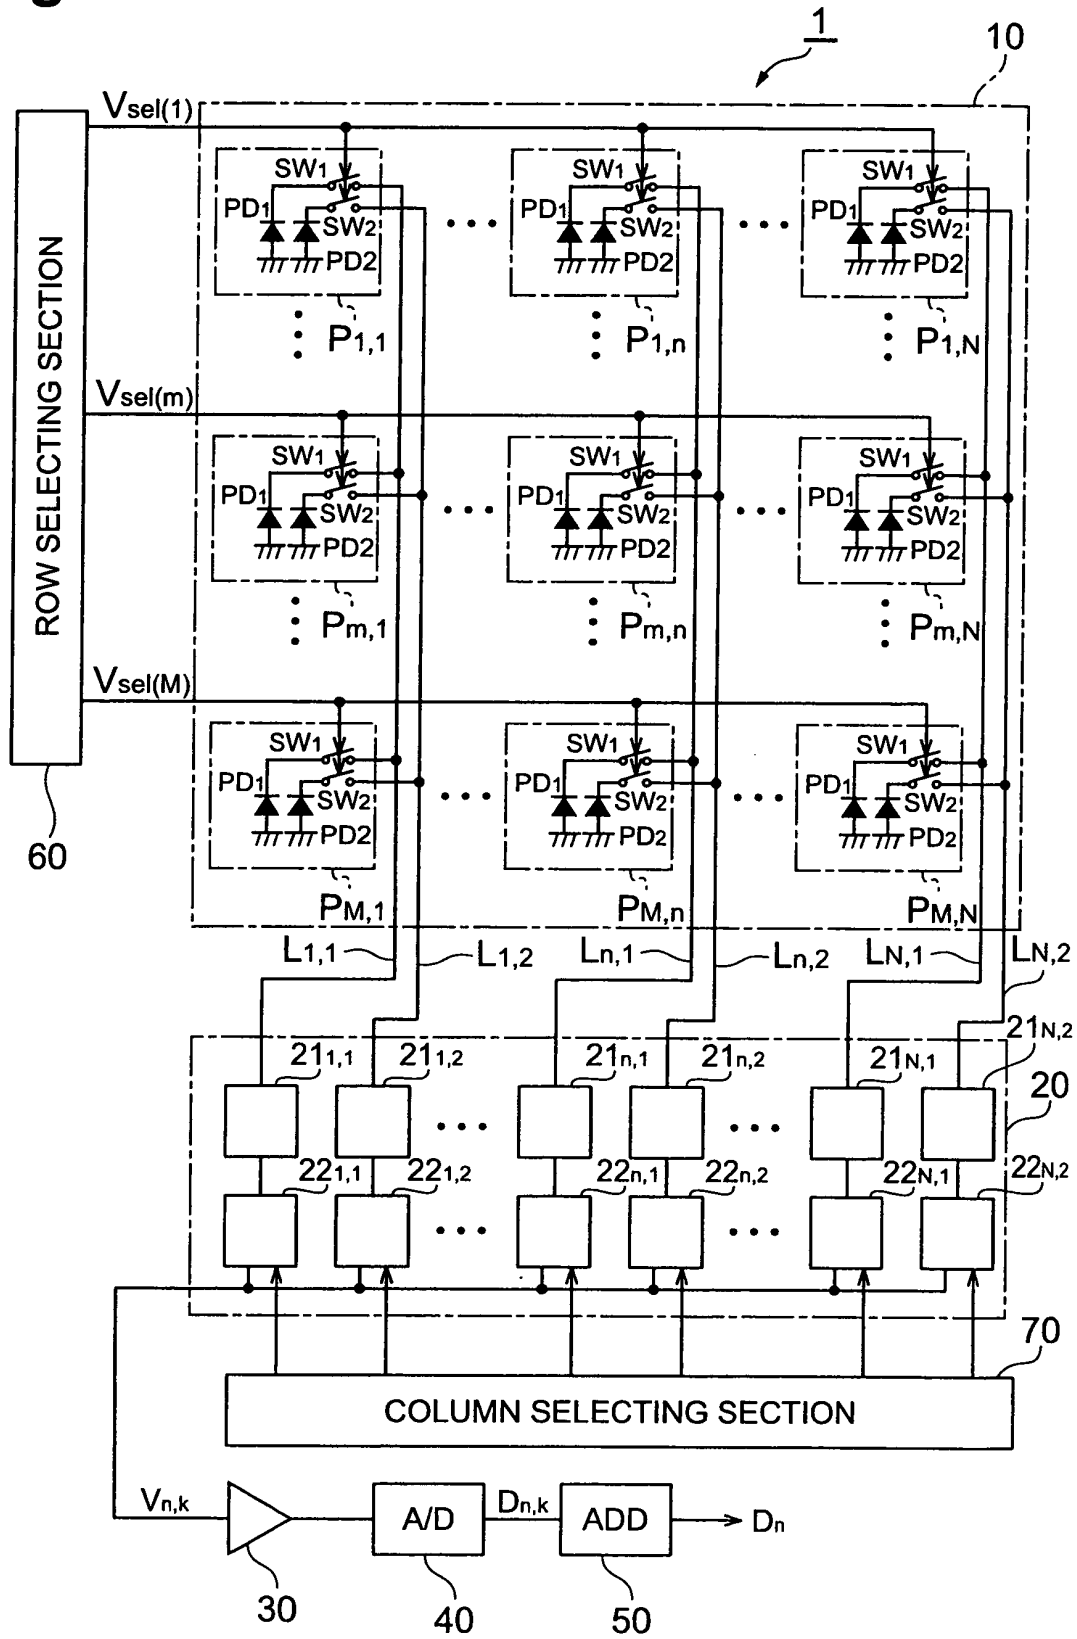 g
1
10
Vsel(1)
SW1
SW1
SW1
PD1
SW2
PD2
PD1
SW2
PD2
PD1
SW2
PD2
P1,1
P1,n
P1,N
ROW SELECTING SECTION
Vsel(m)
SW1
SW1
SW1
PD1
SW2
PD2
PD1
SW2
PD2
PD1
SW2
PD2
Pm,1
Pm,n
Pm,N
Vsel(M)
SW1
SW1
SW1
PD1
SW2
PD2
PD1
SW2
PD2
PD1
SW2
PD2
60
PM,1
PM,n
PM,N
L1,1
L1,2
Ln,1
Ln,2
LN,1
LN,2
211,1
211,2
21n,1
21n,2
21N,1
21N,2
20
221,1
221,2
22n,1
22n,2
22N,1
22N,2
70
COLUMN SELECTING SECTION
Vn,k
A/D
Dn,k
ADD
Dn
30
40
50